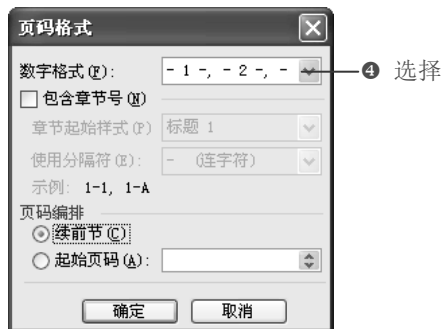 页码格式
数字格式(F): - 1 -, - 2 -, -
❹ 选择
包含章节号(N)
章节起始样式(P) 标题 1
使用分隔符(E): - (连字符)
示例: 1-1, 1-A
页码编排
续前节(C)
起始页码(A):
确定 取消